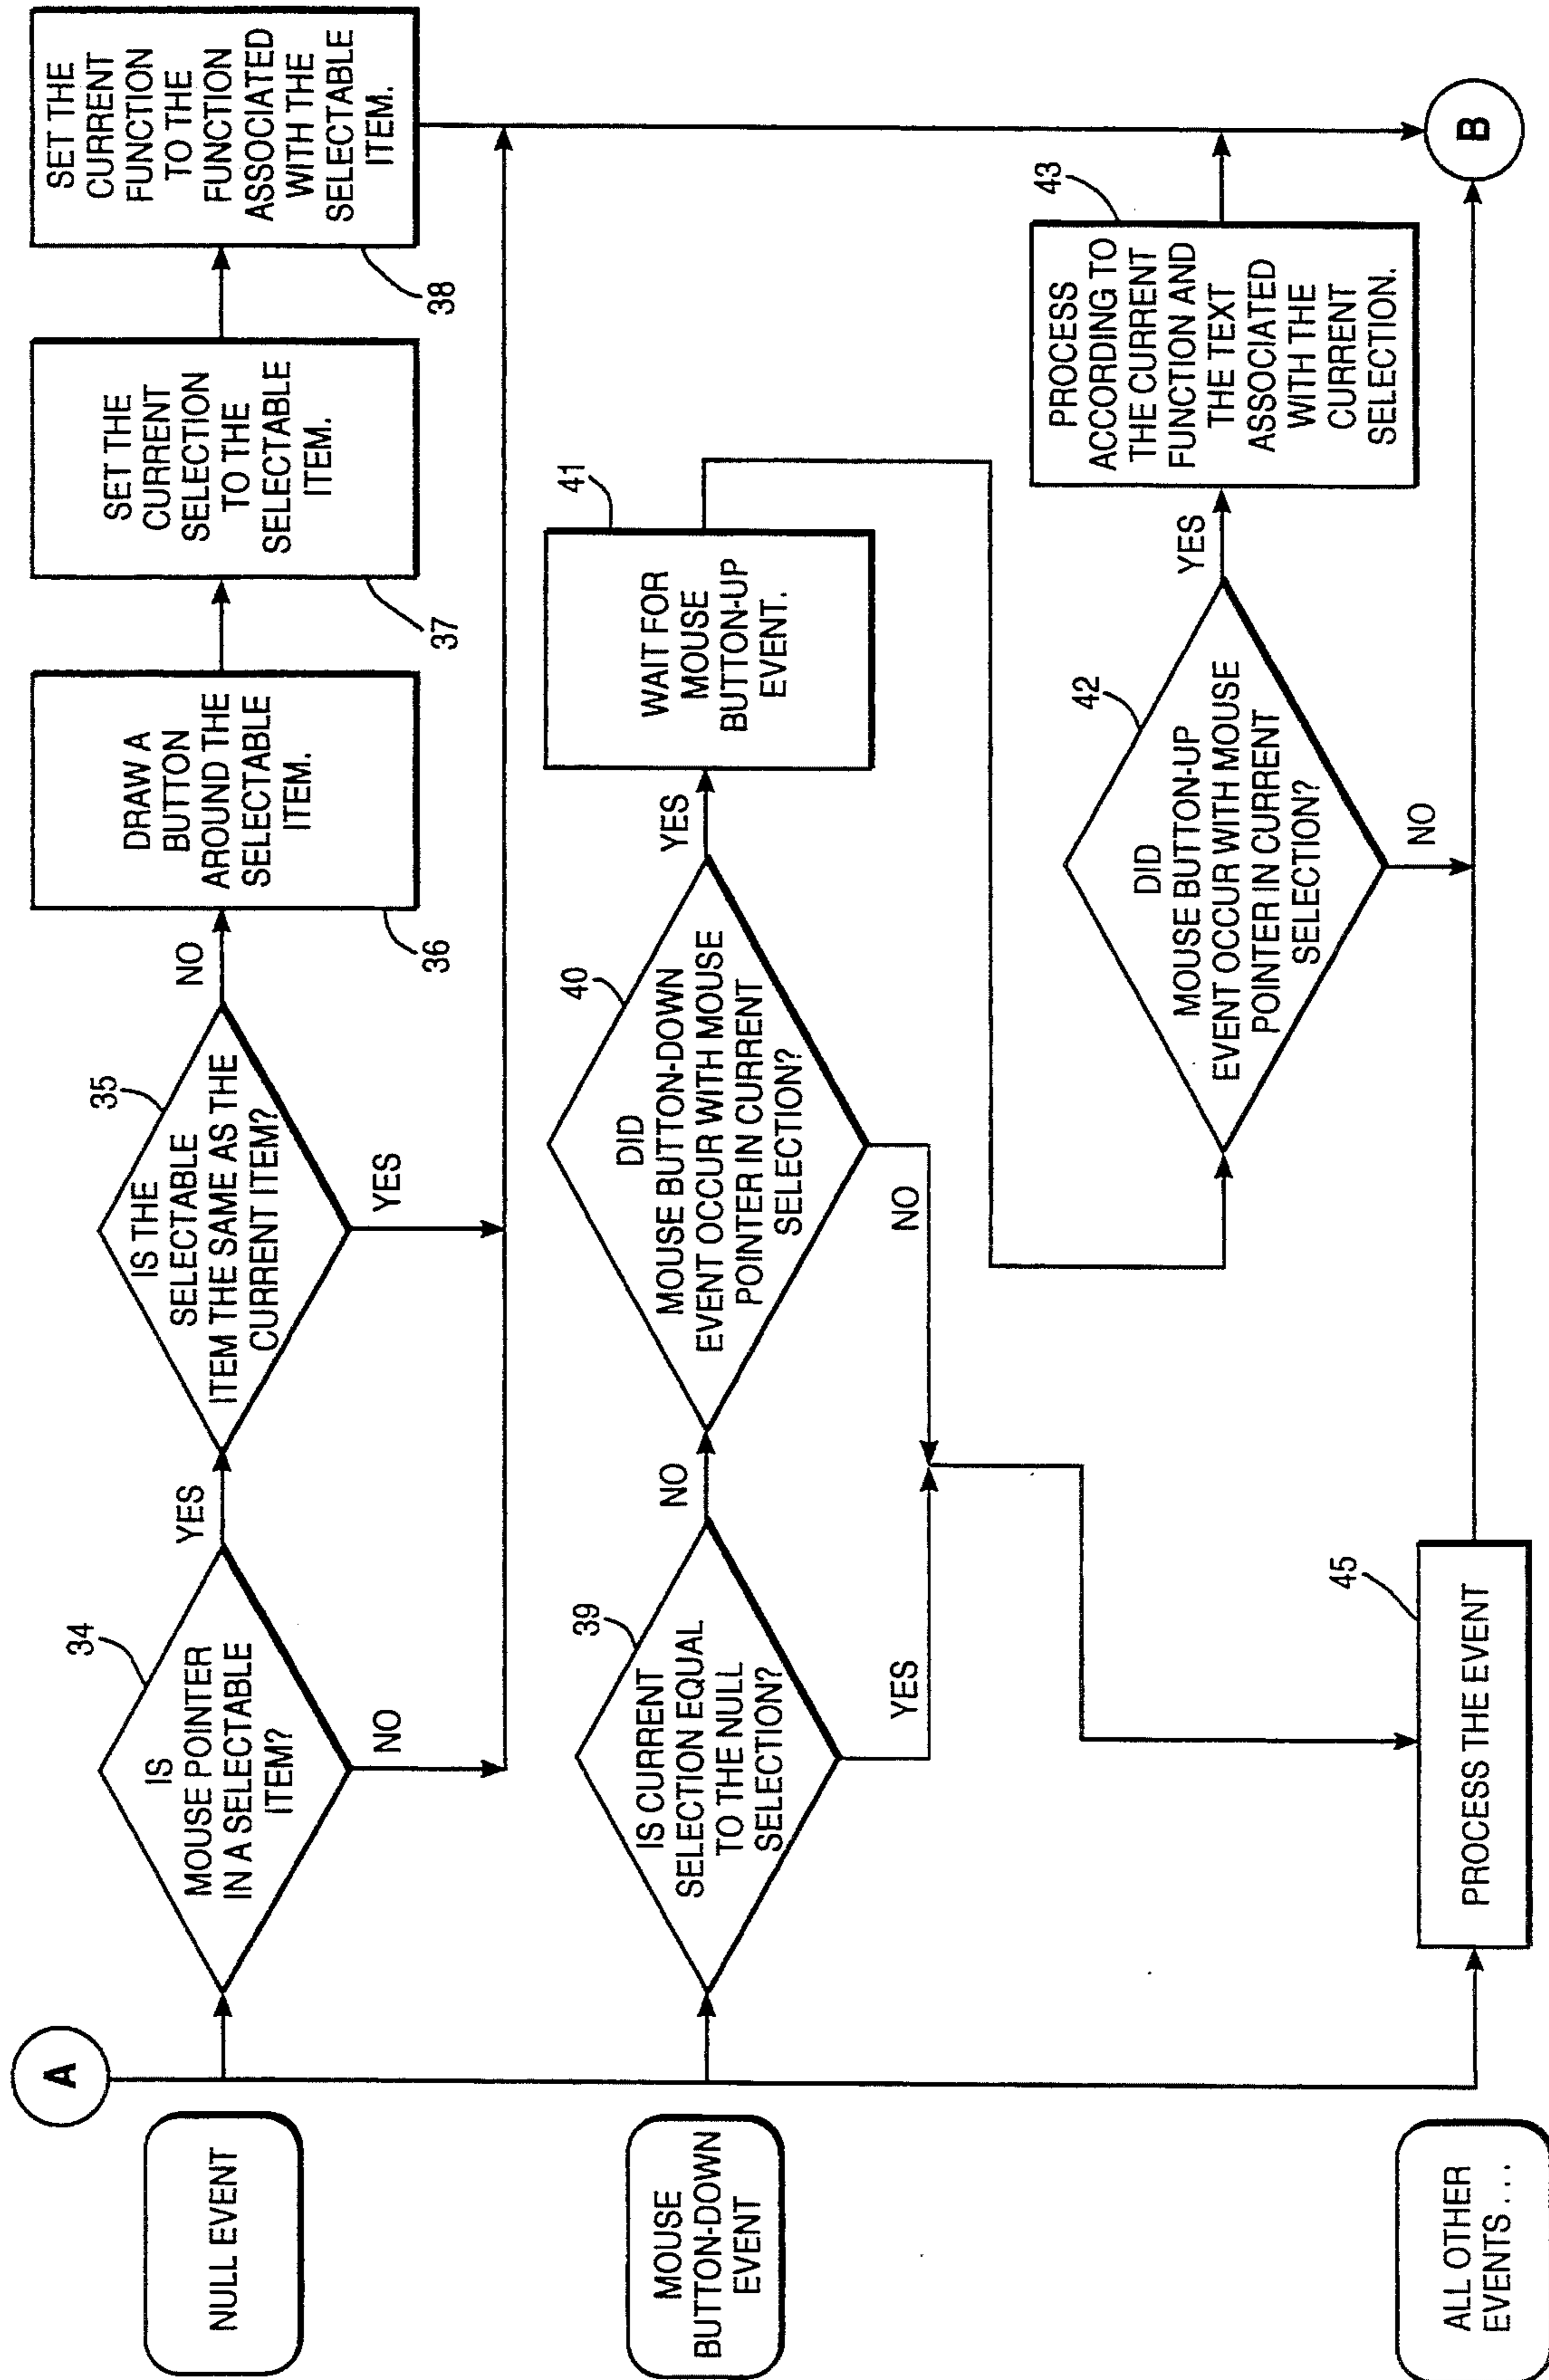 A
NULL EVENT
34
IS
MOUSE POINTER
IN A SELECTABLE
ITEM?
YES
NO
35
IS THE
SELECTABLE
ITEM THE SAME AS THE
CURRENT ITEM?
NO
YES
36
DRAW A
BUTTON
AROUND THE
SELECTABLE
ITEM.
37
SET THE
CURRENT
SELECTION
TO THE
SELECTABLE
ITEM.
38
SET THE
CURRENT
FUNCTION
TO THE
FUNCTION
ASSOCIATED
WITH THE
SELECTABLE
ITEM.
MOUSE
BUTTON-DOWN
EVENT
39
IS CURRENT
SELECTION EQUAL
TO THE NULL
SELECTION?
NO
YES
40
DID
MOUSE BUTTON-DOWN
EVENT OCCUR WITH MOUSE
POINTER IN CURRENT
SELECTION?
YES
NO
41
WAIT FOR
MOUSE
BUTTON-UP
EVENT.
42
DID
MOUSE BUTTON-UP
EVENT OCCUR WITH MOUSE
POINTER IN CURRENT
SELECTION?
YES
NO
43
PROCESS
ACCORDING TO
THE CURRENT
FUNCTION AND
THE TEXT
ASSOCIATED
WITH THE
CURRENT
SELECTION.
ALL OTHER
EVENTS...
45
PROCESS THE EVENT
B